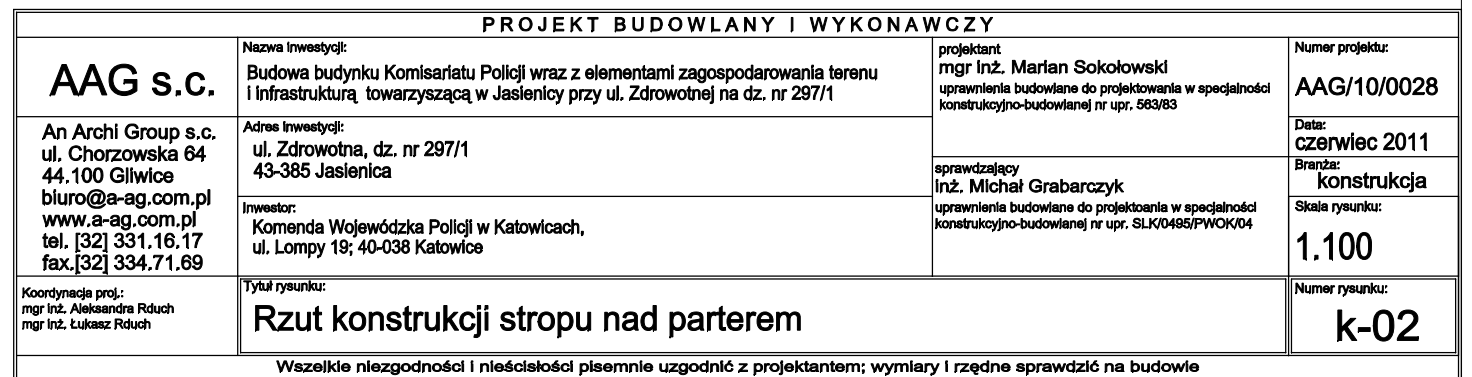 PROJEKT BUDOWLANY I WYKONAWCZY
AAG s.c.
An Archi Group s.c.
ul. Chorzowska 64
44.100 Gliwice
biuro@a-ag.com.pl
www.a-ag.com.pl
tel. [32] 331.16.17
fax.[32] 334.71.69
Koordynacja proj.:
mgr inż. Aleksandra Rduch
mgr inż. Łukasz Rduch
Nazwa Inwestycji:
Budowa budynku Komisariatu Policji wraz z elementami zagospodarowania terenu
i infrastrukturą towarzyszącą w Jasienicy przy ul. Zdrowotnej na dz. nr 297/1
Adres Inwestycji:
ul. Zdrowotna, dz. nr 297/1
43-385 Jasienica
Inwestor:
Komenda Wojewódzka Policji w Katowicach,
ul. Lompy 19; 40-038 Katowice
Tytuł rysunku:
Rzut konstrukcji stropu nad parterem
projektant
mgr inż. Marian Sokołowski
uprawnienia budowlane do projektowania w specjalności
konstrukcyjno-budowlanej nr upr. 563/83
sprawdzający
inż. Michał Grabarczyk
uprawnienia budowlane do projektoania w specjalności
konstrukcyjno-budowlanej nr upr. SLK/0495/PWOK/04
Numer projektu:
AAG/10/0028
Data:
czerwiec 2011
Branża:
konstrukcja
Skala rysunku:
1.100
Numer rysunku:
k-02
Wszelkie niezgodności i nieścisłości pisemnie uzgodnić z projektantem; wymiary i rzędne sprawdzić na budowie